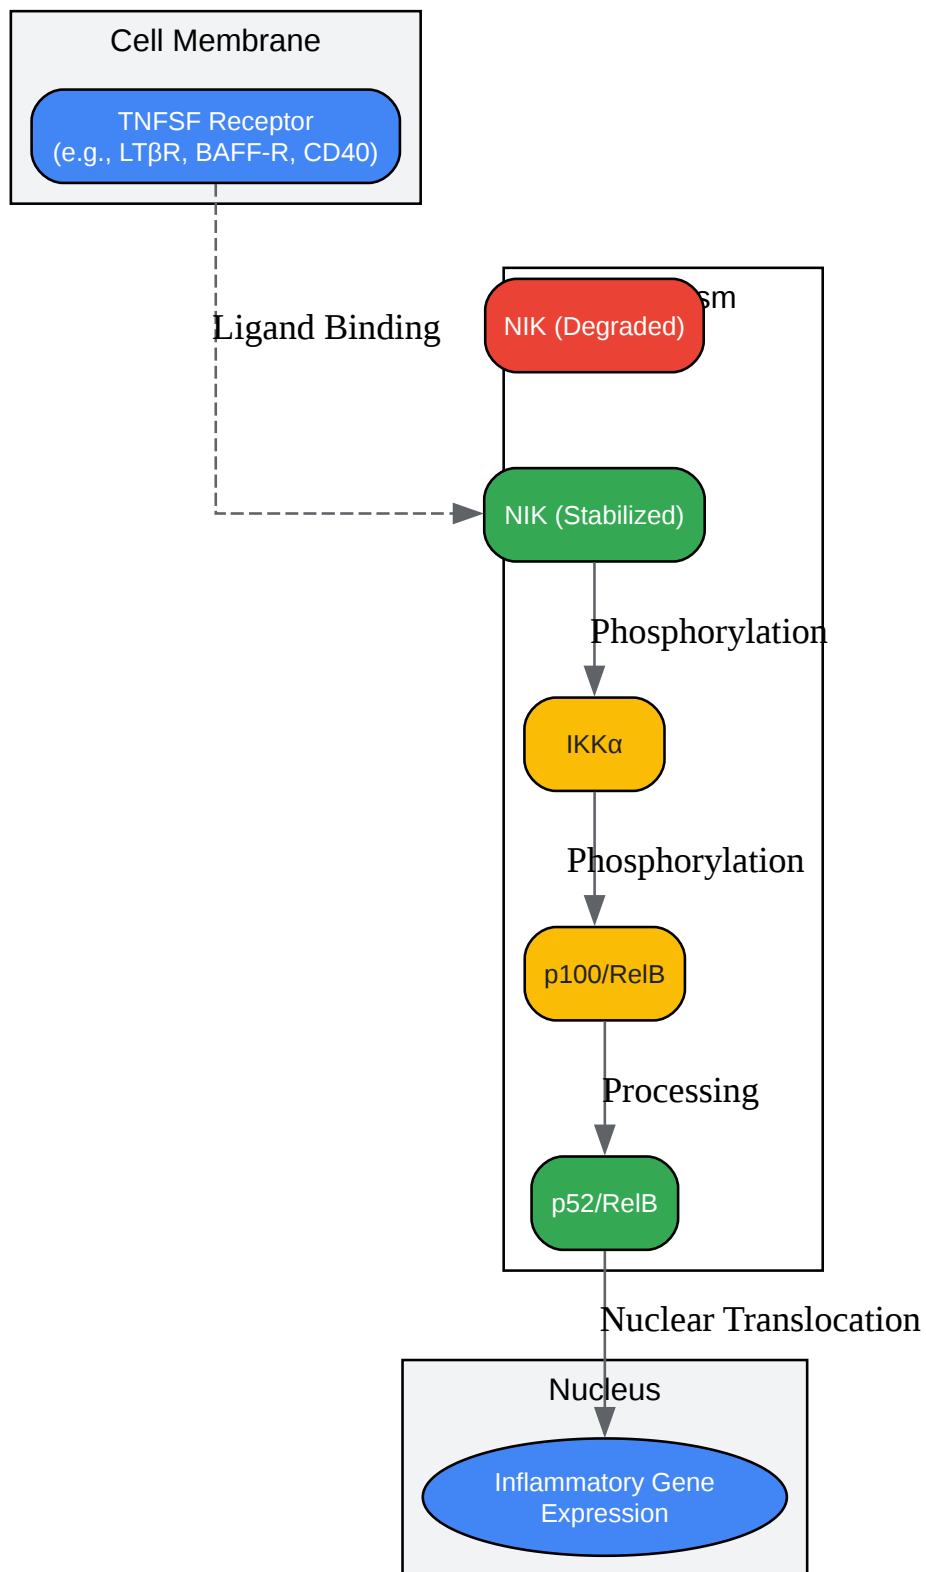 Cell Membrane
TNFSF Receptor
(e.g., LTβR, BAFF-R, CD40)
Ligand Binding
sm
NIK (Degraded)
NIK (Stabilized)
Phosphorylation
IKKα
Phosphorylation
p100/RelB
Processing
p52/RelB
Nuclear Translocation
Nucleus
Inflammatory Gene
Expression